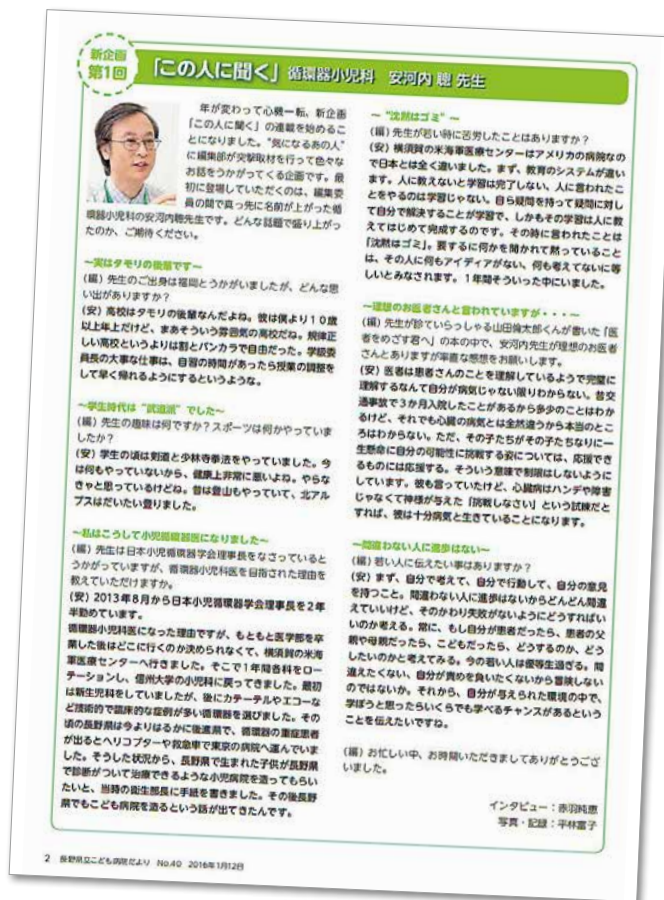 新企画
第1回
「この人に聞く」循環器小児科 安河内 聰 先生
年が変わって心機一転、新企画
「この人に聞く」の連載を始めるこ
とになりました。"気になるあの人"
に編集部が突撃取材を行って色々な
お話をうかがってくる企画です。最
初に登場していただくのは、編集委
員の間で真っ先に名前が上がった循
環器小児科の安河内聰先生です。どんな話題で盛り上がっ
たのか、ご期待ください。
～実はタモリの後輩です～
(編) 先生のご出身は福岡とうかがいましたが、どんな思
い出がありますか？
(安) 高校はタモリの後輩なんだよね。彼は僕より１０歳
以上年上だけど、まあそういう雰囲気の高校だね。規律正
しい高校というよりは割とバンカラで自由だった。学級委
員長の大事な仕事は、自習の時間があったら授業の調整を
して早く帰れるようにするというような。
～学生時代は"武道派"でした～
(編) 先生の趣味は何ですか？スポーツは何かやっていま
したか？
(安) 学生の頃は剣道と少林寺拳法をやっていました。今
は何もやっていないから、健康上非常に悪いよね。やらな
きゃと思っているけどね。昔は登山もやっていて、北アル
プスはだいたい登りました。
～私はこうして小児循環器医になりました～
(編) 先生は日本小児循環器学会理事長をなさっていると
うかがっていますが、循環器小児科医を目指された理由を
教えていただけますか。
(安) 2013年８月から日本小児循環器学会理事長を２年
半勤めています。
循環器小児科医になった理由ですが、もともと医学部を卒
業した後はどこに行くのか決められなくて、横須賀の米海
軍医療センターへ行きました。そこで１年間各科をロー
テーションし、信州大学の小児科に戻ってきました。最初
は新生児科をしていましたが、後にカテーテルやエコーな
ど技術的で臨床的な症例が多い循環器を選びました。その
頃の長野県は今よりはるかに後進県で、循環器の重症患者
が出るとヘリコプターや救急車で東京の病院へ運んでいま
した。そうした状況から、長野県で生まれた子供が長野県
で診断がついて治療できるような小児病院を造ってもらい
たいと、当時の衛生部長に手紙を書きました。その後長野
県でもこども病院を造るという話が出てきたんです。
～"沈黙はゴミ"～
(編) 先生が若い時に苦労したことはありますか？
(安) 横須賀の米海軍医療センターはアメリカの病院なの
で日本とは全く違いました。まず、教育のシステムが違い
ます。人に教えないと学習は完了しない、人に言われたこ
とをやるのは学習じゃない。自ら疑問を持って疑問に対し
て自分で解決することが学習で、しかもその学習は人に教
えてはじめて完成するのです。その時に言われたことは
「沈黙はゴミ」。要するに何かを聞かれて黙っていること
は、その人に何もアイディアがない、何も考えてないに等
しいとみなされます。１年間そういった中にいました。
～理想のお医者さんと言われていますが・・・～
(編) 先生が診ていらっしゃる山田倫太郎くんが書いた「医
者をめざす君へ」の本の中で、安河内先生が理想のお医者
さんとありますが率直な感想をお願いします。
(安) 医者は患者さんのことを理解しているようで完璧に
理解するなんて自分が病気じゃない限りわからない。昔交
通事故で３か月入院したことがあるから多少のことはわか
るけど、それでも心臓の病気とは全然違うから本当のとこ
ろはわからない。ただ、その子たちがその子たちなりに一
生懸命に自分の可能性に挑戦する姿については、応援でき
るものには応援する。そういう意味で制限はしないように
しています。彼も言っていたけど、心臓病はハンデや障害
じゃなくて神様が与えた「挑戦しなさい」という試練だと
すれば、彼は十分病気と生きていることになります。
～間違わない人に進歩はない～
(編) 若い人に伝えたい事はありますか？
(安) まず、自分で考えて、自分で行動して、自分の意見
を持つこと。間違わない人に進歩はないからどんどん間違
えていいけど、そのかわり失敗がないようにどうすればい
いのか考える。常に、もし自分が患者だったら、患者の父
親や母親だったら、こどもだったら、どうするのか、どう
したいのかと考えてみる。今の若い人は優等生過ぎる。間
違えたくない、自分が責めを負いたくないから冒険しない
のではないか。それから、自分が与えられた環境の中で、
学ぼうと思ったらいくらでも学べるチャンスがあるという
ことを伝えたいですね。
(編) お忙しい中、お時間いただきましてありがとうござ
いました。
インタビュー：赤羽純恵
写真・記録：平林富子
2 長野県立こども病院だより No.40 2016年1月12日